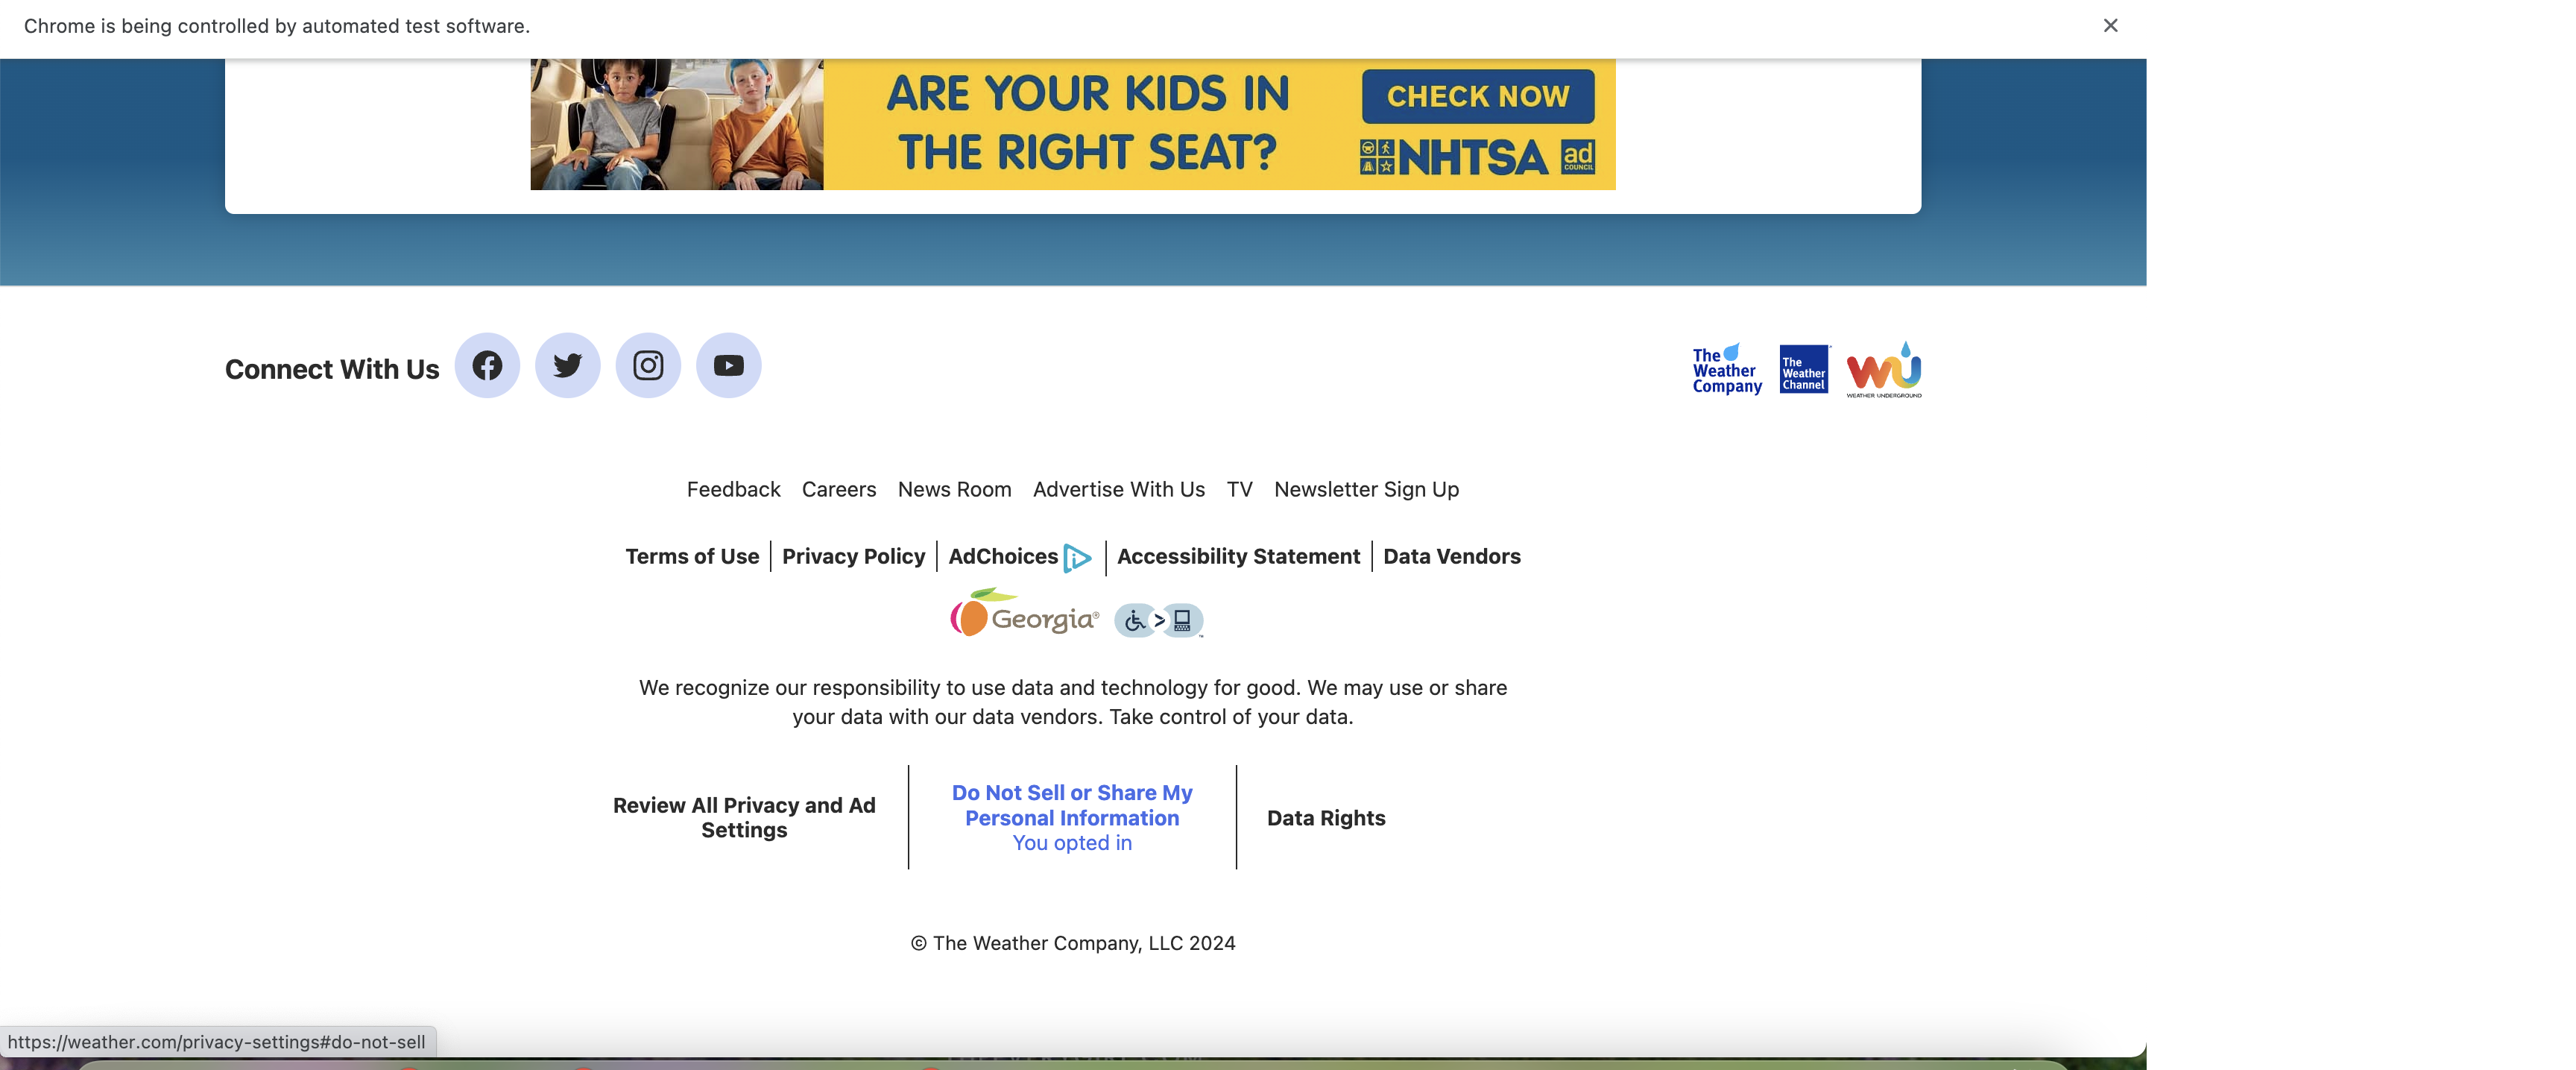 Chrome is being controlled by automated test software.
ARE YOUR KIDS IN
THE RIGHT SEAT?
CHECK NOW
NHTSA
ad
COUNCIL
Connect With Us
The
Weather
Company
The
Weather
Channel
WU
WEATHER UNDERGROUND
Feedback Careers News Room Advertise With Us TV Newsletter Sign Up
Terms of Use Privacy Policy AdChoices Accessibility Statement Data Vendors
Georgia®
We recognize our responsibility to use data and technology for good. We may use or share
your data with our data vendors. Take control of your data.
Review All Privacy and Ad
Settings
Do Not Sell or Share My
Personal Information
You opted in
Data Rights
© The Weather Company, LLC 2024
https://weather.com/privacy-settings#do-not-sell